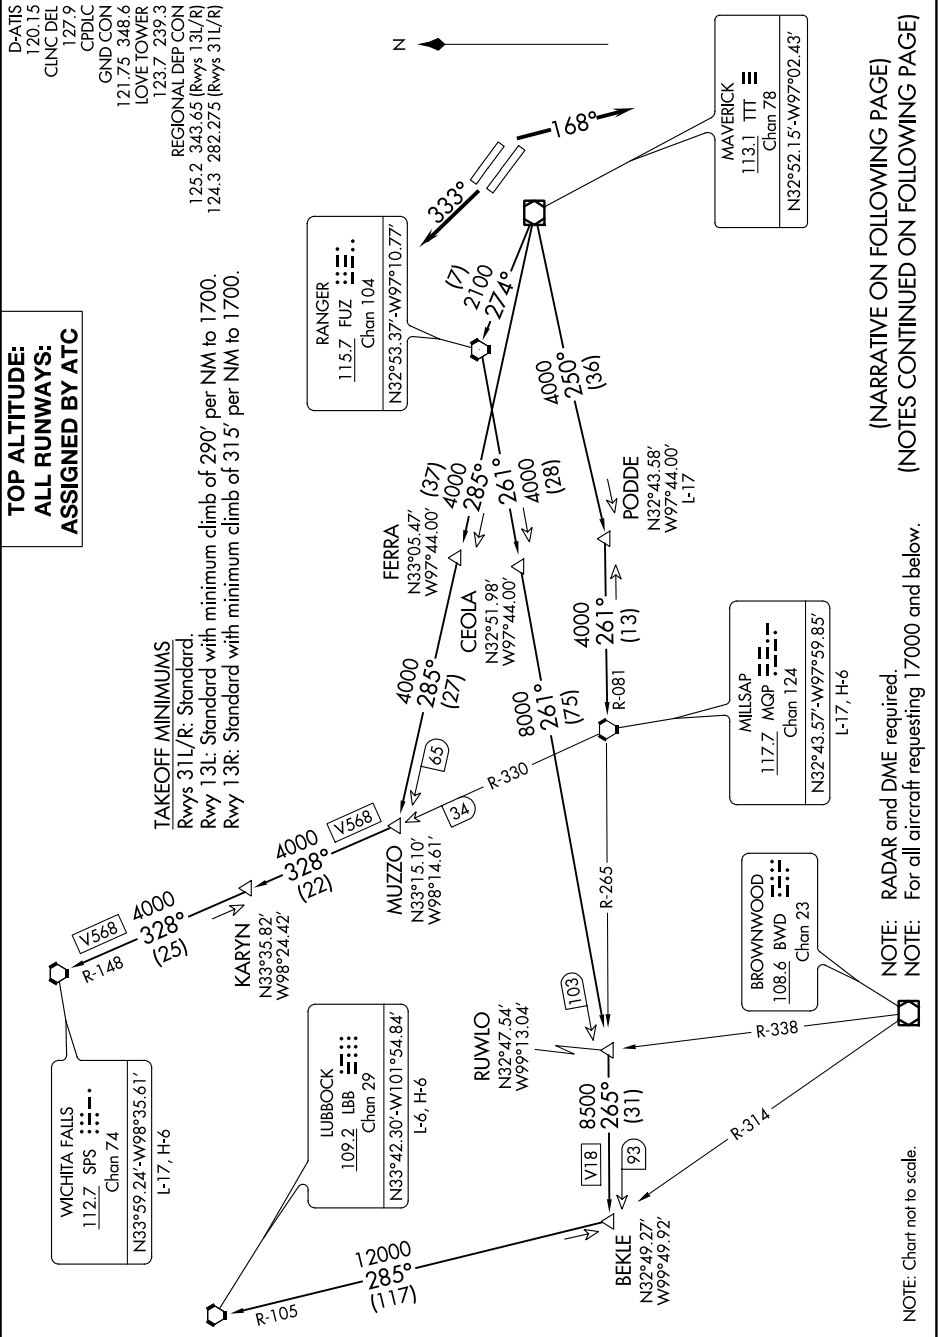 TOP ALTITUDE:
ALL RUNWAYS:
ASSIGNED BY ATC
D-ATIS
120.15
CLNC DEL
127.9
CPDLC
GND CON
121.75 348.6
LOVE TOWER
123.7 239.3
REGIONAL DEP CON
125.2 343.65 (Rwys 13L/R)
124.3 282.275 (Rwys 31L/R)
TAKEOFF MINIMUMS
Rwys 31L/R: Standard.
Rwy 13L: Standard with minimum climb of 290' per NM to 1700.
Rwy 13R: Standard with minimum climb of 315' per NM to 1700.
N
WICHITA FALLS
112.7 SPS
Chan 74
N33°59.24'-W98°35.61'
L-17, H-6
V568
4000
328°
(25)
R-148
KARYN
N33°35.82'
W98°24.42'
4000
328°
(22)
V568
MUZZO
N33°15.10'
W98°14.61'
65
34
R-330
4000
285°
(27)
FERRA
N33°05.47'
W97°44.00'
(37)
4000
285°
RANGER
115.7 FUZ
Chan 104
N32°53.37'-W97°10.77'
(7)
2100
274°
333°
168°
MAVERICK
113.1 TTT
Chan 78
N32°52.15'-W97°02.43'
CEOLA
N32°51.98'
W97°44.00'
261°
4000
(28)
8000
261°
(75)
4000
250°
(36)
PODDE
N32°43.58'
W97°44.00'
L-17
4000
261°
(13)
R-081
MILLSAP
117.7 MQP
Chan 124
N32°43.57'-W97°59.85'
L-17, H-6
R-265
LUBBOCK
109.2 LBB
Chan 29
N33°42.30'-W101°54.84'
L-6, H-6
R-105
12000
285°
(117)
BEKLE
N32°49.27'
W99°49.92'
V18
93
8500
265°
(31)
RUWLO
N32°47.54'
W99°13.04'
103
BROWNWOOD
108.6 BWD
Chan 23
R-338
R-314
NOTE: RADAR and DME required.
NOTE: For all aircraft requesting 17000 and below.
(NARRATIVE ON FOLLOWING PAGE)
(NOTES CONTINUED ON FOLLOWING PAGE)
NOTE: Chart not to scale.